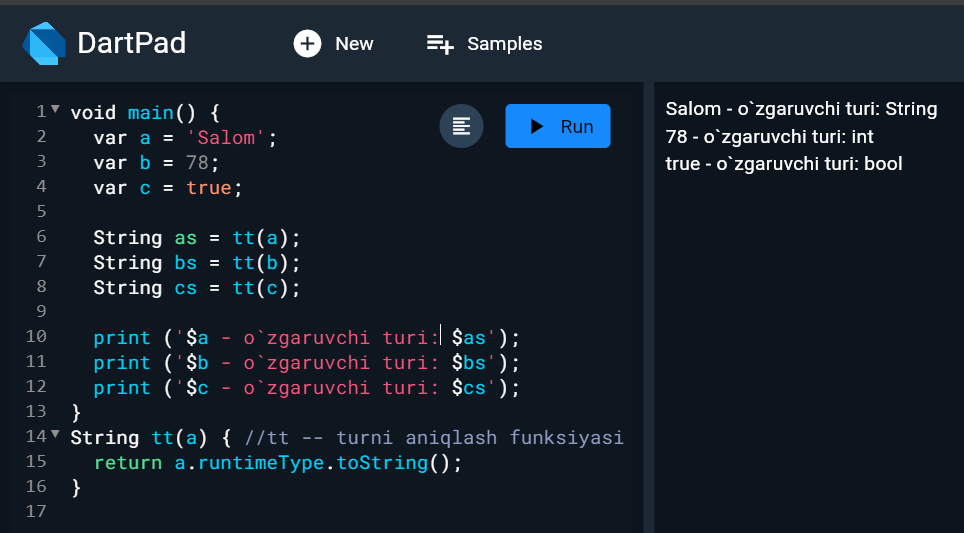 DartPad
New
Samples
Run
1 void main() {
2   var a = 'Salom';
3   var b = 78;
4   var c = true;
5
6   String as = tt(a);
7   String bs = tt(b);
8   String cs = tt(c);
9
10   print ('$a - o`zgaruvchi turi: $as');
11   print ('$b - o`zgaruvchi turi: $bs');
12   print ('$c - o`zgaruvchi turi: $cs');
13 }
14 String tt(a) { //tt -- turni aniqlash funksiyasi
15   return a.runtimeType.toString();
16 }
17
Salom - o`zgaruvchi turi: String
78 - o`zgaruvchi turi: int
true - o`zgaruvchi turi: bool